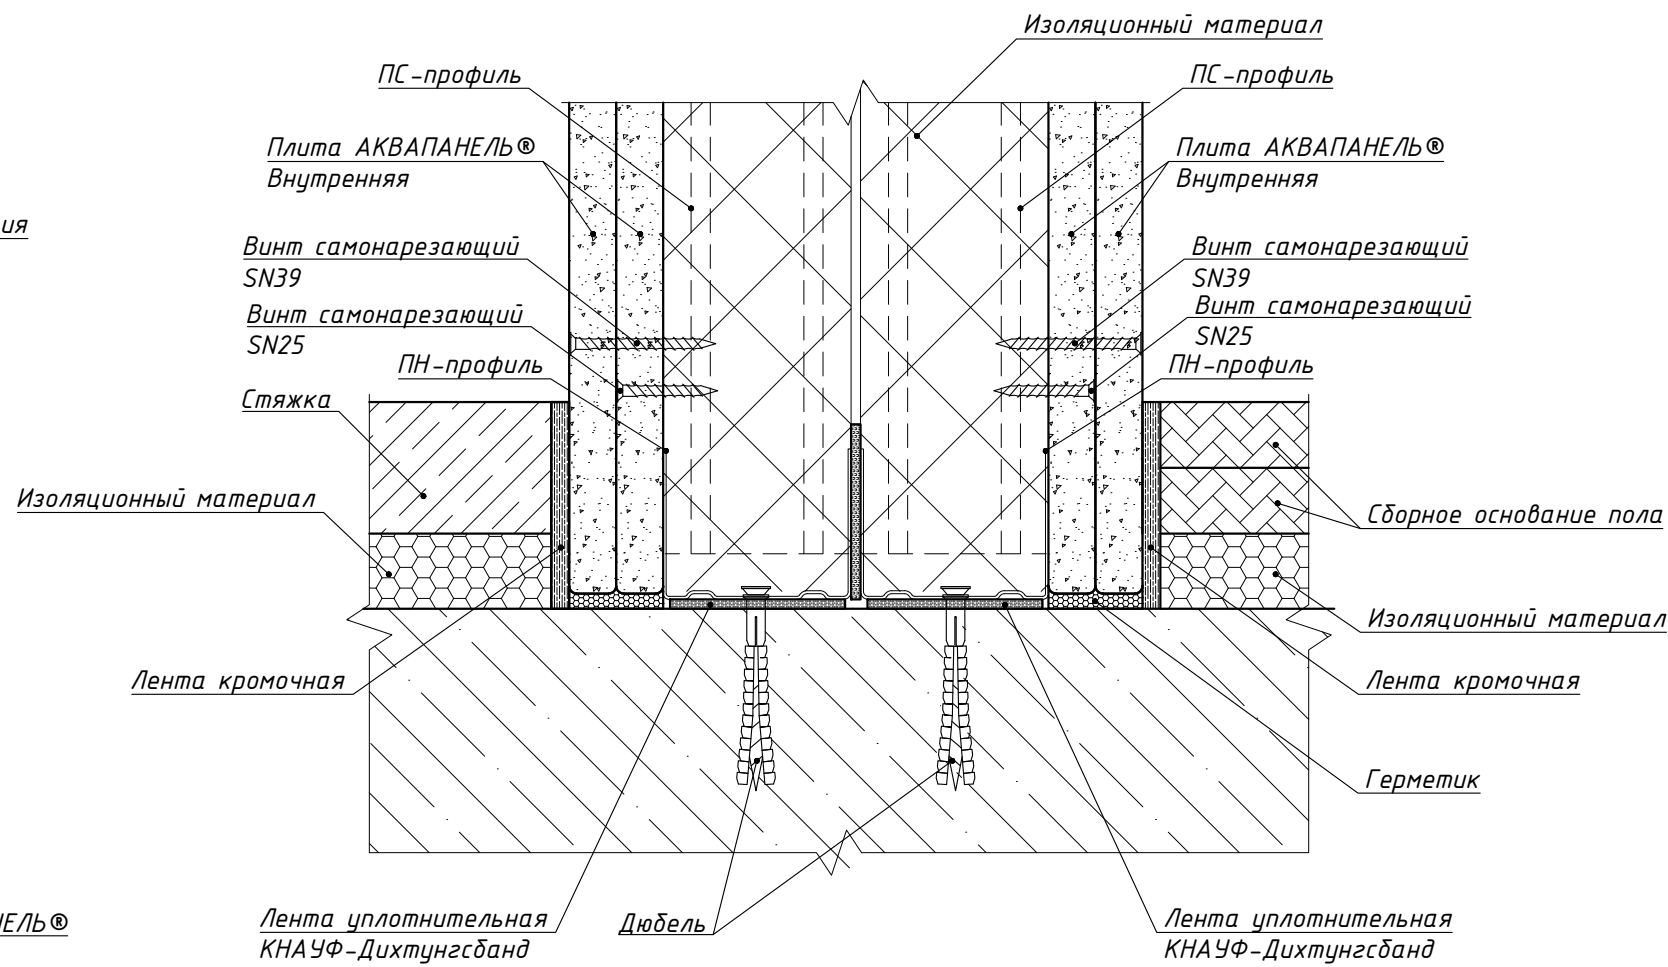 Изоляционный материал
ПС-профиль
ПС-профиль
Плита АКВАПАНЕЛЬ®
Внутренняя
Плита АКВАПАНЕЛЬ®
Внутренняя
ия
Винт самонарезающий
SN39
Винт самонарезающий
SN39
Винт самонарезающий
SN25
Винт самонарезающий
SN25
ПН-профиль
ПН-профиль
Стяжка
Изоляционный материал
Сборное основание пола
Изоляционный материал
Лента кромочная
Лента кромочная
Герметик
НЕЛЬ®
Лента уплотнительная
КНАУФ-Дихтунгсбанд
Дюбель
Лента уплотнительная
КНАУФ-Дихтунгсбанд